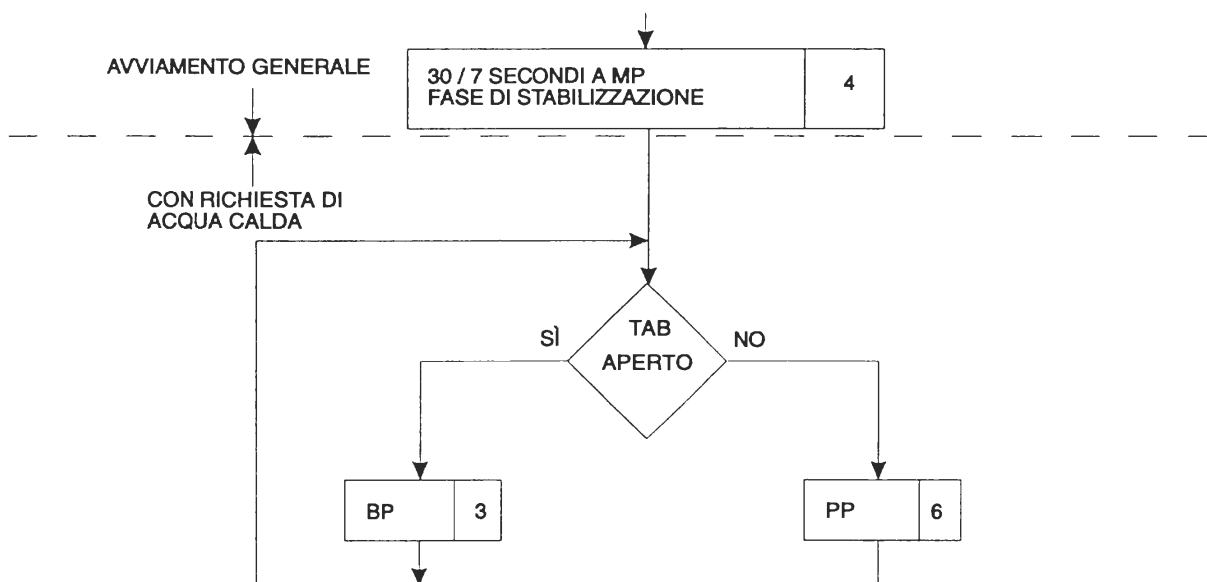 AVVIAMENTO GENERALE
30 / 7 SECONDI A MP
FASE DI STABILIZZAZIONE
4
CON RICHIESTA DI
ACQUA CALDA
SÌ
TAB
APERTO
NO
BP
3
PP
6